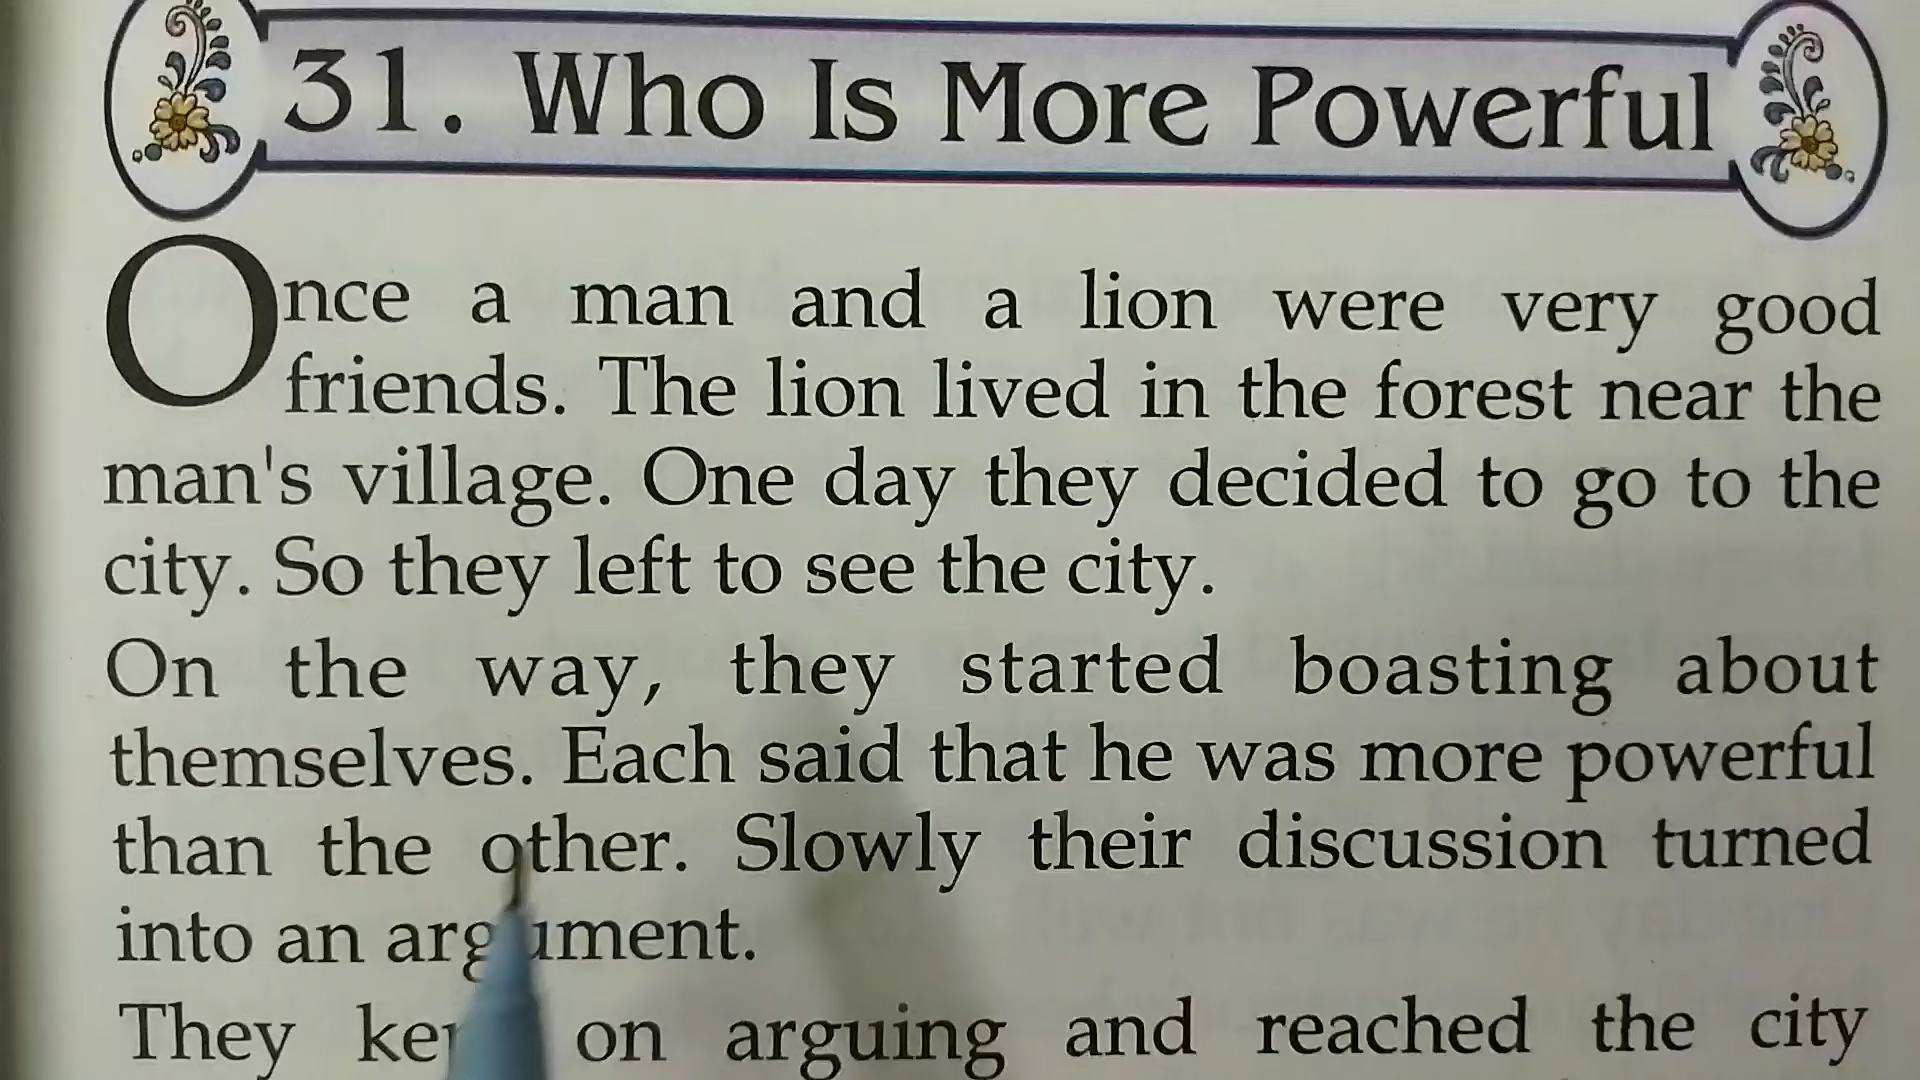 31. Who Is More Powerful
Once a man and a lion were very good
friends. The lion lived in the forest near the
man's village. One day they decided to go to the
city. So they left to see the city.
On the way, they started boasting about
themselves. Each said that he was more powerful
than the other. Slowly their discussion turned
into an argument.
They on arguing and reached the city